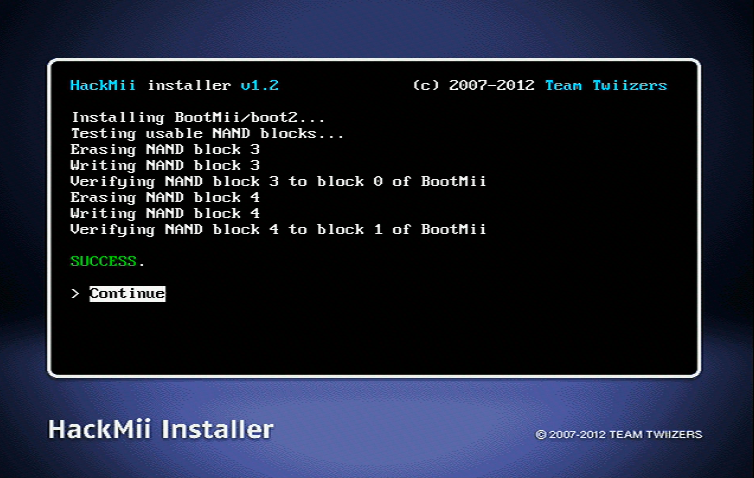 HackMii installer v1.2 (c) 2007-2012 Team Twiizers
Installing BootMii/boot2...
Testing usable NAND blocks...
Erasing NAND block 3
Writing NAND block 3
Verifying NAND block 3 to block 0 of BootMii
Erasing NAND block 4
Writing NAND block 4
Verifying NAND block 4 to block 1 of BootMii
SUCCESS.
> Continue
HackMii Installer © 2007-2012 TEAM TWIIZERS